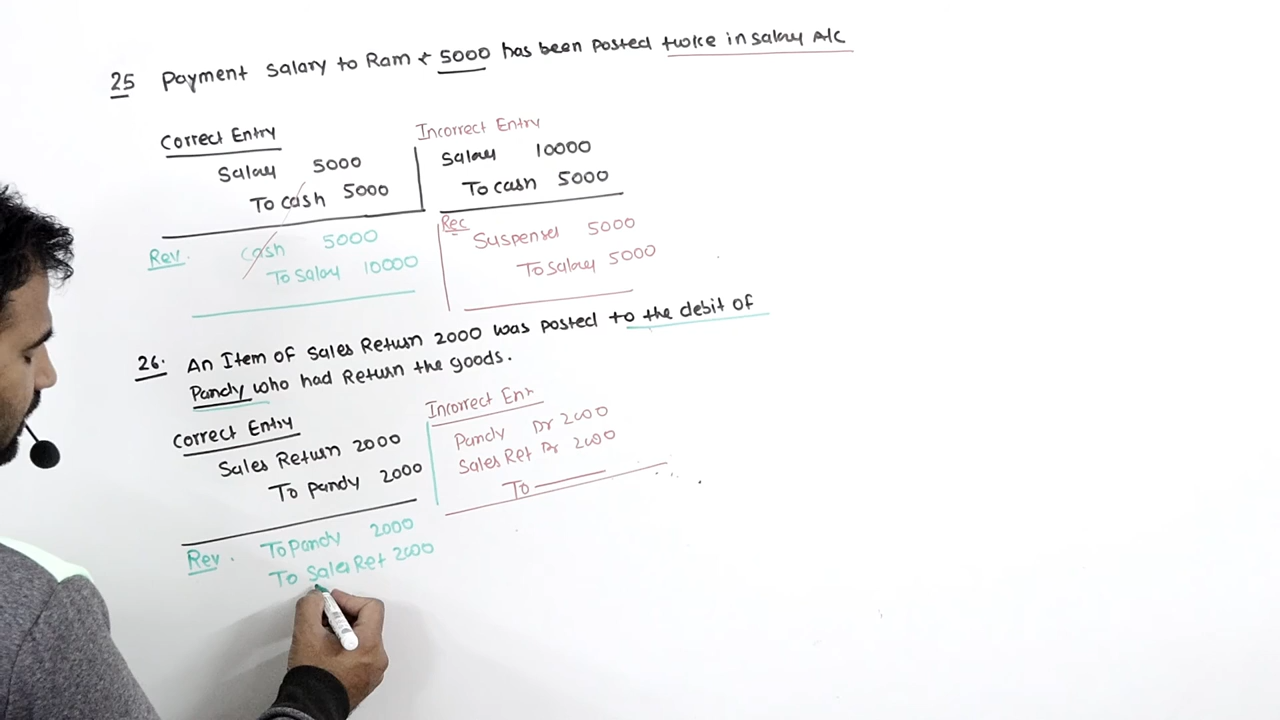 25 Payment Salary to Ram ₹ 5000 has been posted twice in salary A/c
Correct Entry
Salary 5000
To cash 5000
Incorrect Entry
Salary 10000
To cash 5000
Rev. cash 5000
To Salary 10000
Rec
Suspense 5000
To Salary 5000
26. An Item of Sales Return 2000 was posted to the debit of
Pandy who had Return the goods.
Correct Entry
Sales Return 2000
To Pandy 2000
Incorrect Entr
Pandy Dr 2000
Sales Ret Dr 2000
To
Rev. To Pandy 2000
To Sales Ret 2000